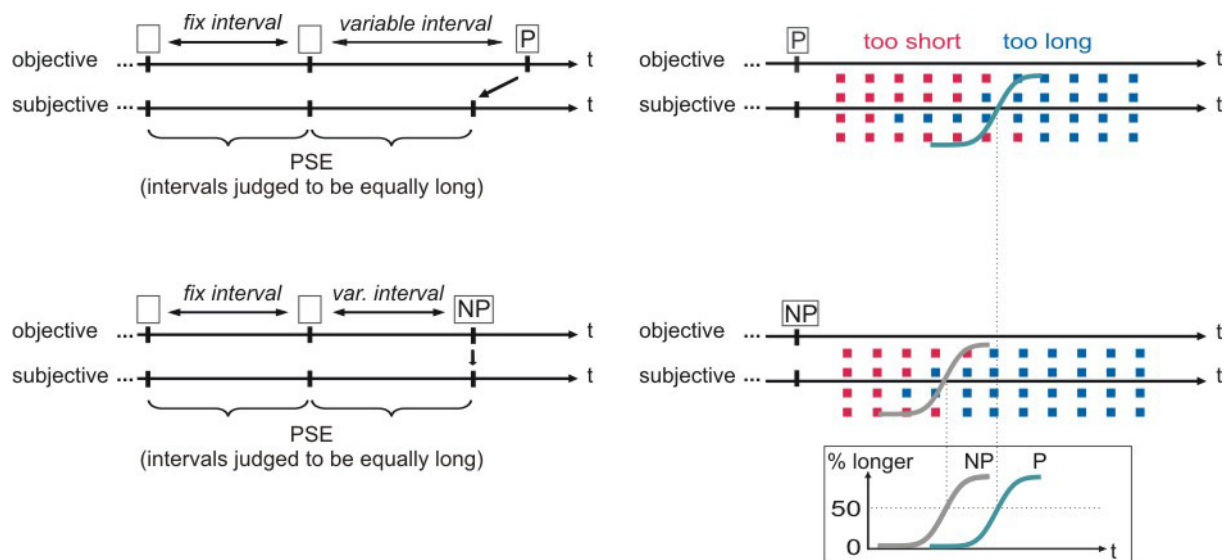 fix interval
variable interval
P
objective ...
t
subjective ...
t
PSE
(intervals judged to be equally long)
P
too short
too long
objective ...
t
subjective ...
t
fix interval
var. interval
NP
objective ...
t
subjective ...
t
PSE
(intervals judged to be equally long)
NP
objective ...
t
subjective ...
t
% longer
NP
P
50
0
t